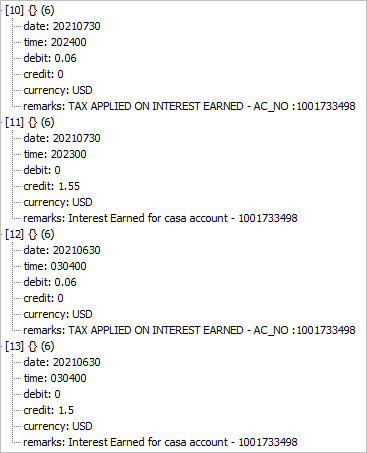 [10] {} (6)
date: 20210730
time: 202400
debit: 0.06
credit: 0
currency: USD
remarks: TAX APPLIED ON INTEREST EARNED - AC_NO :1001733498
[11] {} (6)
date: 20210730
time: 202300
debit: 0
credit: 1.55
currency: USD
remarks: Interest Earned for casa account - 1001733498
[12] {} (6)
date: 20210630
time: 030400
debit: 0.06
credit: 0
currency: USD
remarks: TAX APPLIED ON INTEREST EARNED - AC_NO :1001733498
[13] {} (6)
date: 20210630
time: 030400
debit: 0
credit: 1.5
currency: USD
remarks: Interest Earned for casa account - 1001733498